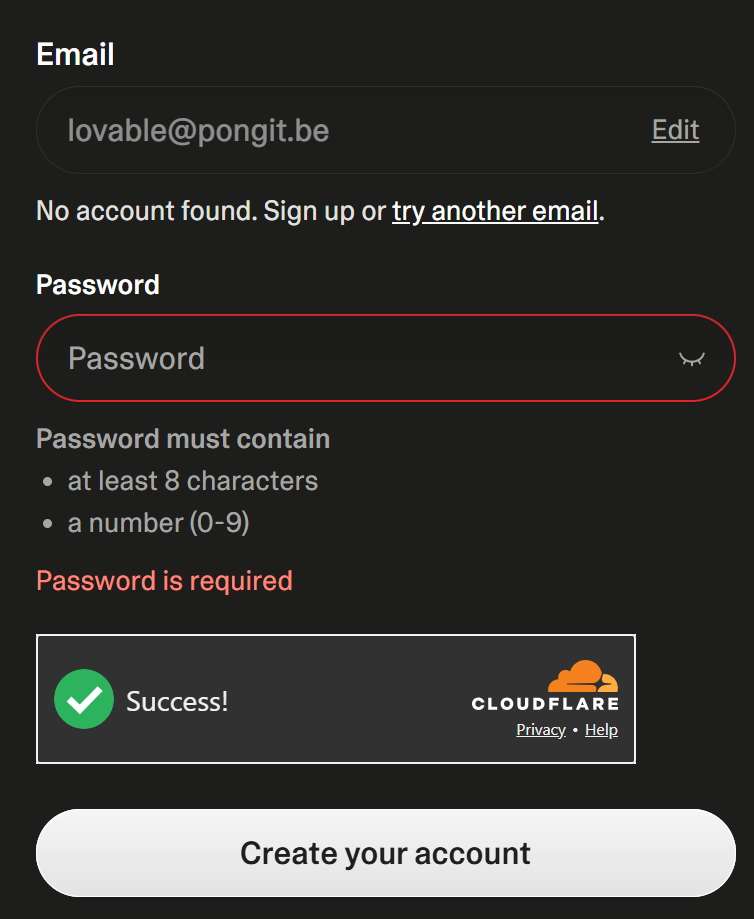 Email
lovable@pongit.be Edit
No account found. Sign up or try another email.
Password
Password
Password must contain
• at least 8 characters
• a number (0-9)
Password is required
Success!
CLOUDFLARE
Privacy • Help
Create your account